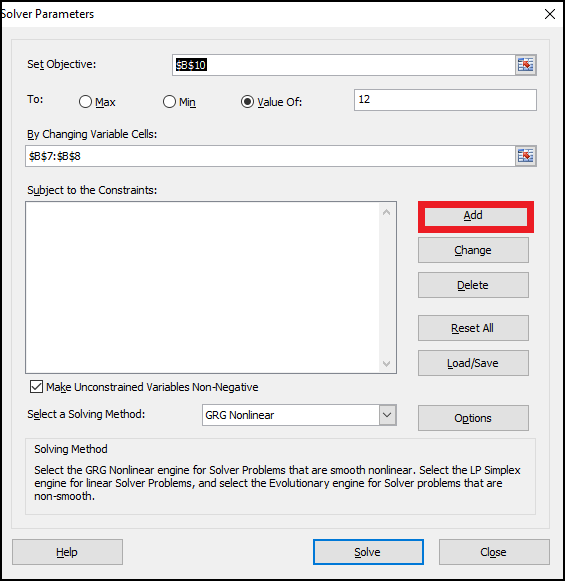 Solver Parameters
Set Objective: $B$10
To: Max Min Value Of: 12
By Changing Variable Cells:
$B$7:$B$8
Subject to the Constraints:
Add
Change
Delete
Reset All
Load/Save
Make Unconstrained Variables Non-Negative
Select a Solving Method: GRG Nonlinear Options
Solving Method
Select the GRG Nonlinear engine for Solver Problems that are smooth nonlinear. Select the LP Simplex
engine for linear Solver Problems, and select the Evolutionary engine for Solver problems that are
non-smooth.
Help Solve Close